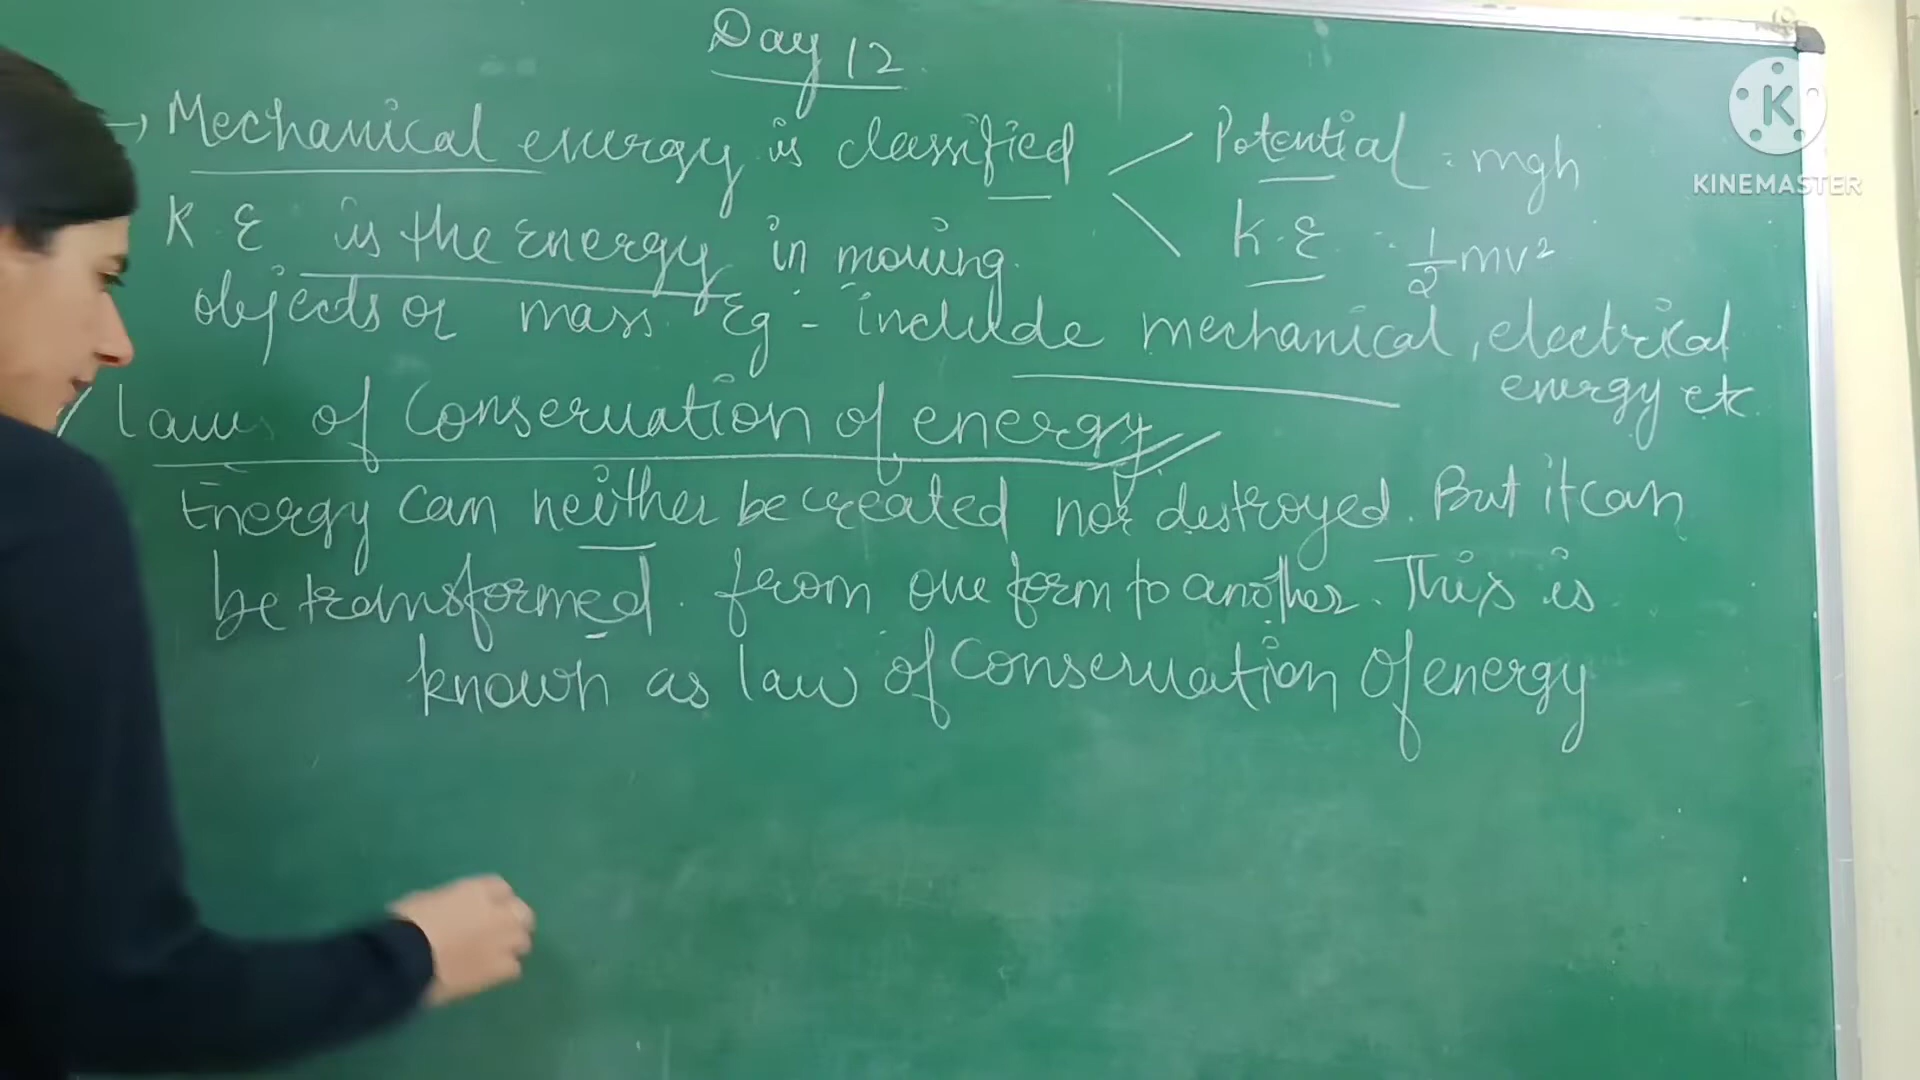 Day 12
→ Mechanical energy is classified < Potential = mgh
K.E = 1/2 mv²
K.E is the energy in moving
objects or mass Eg - include mechanical, electrical
energy etc.
Laws of Conservation of energy
Energy can neither be created nor destroyed. But it can
be transformed from one form to another. This is
known as law of Conservation of energy
KINEMASTER